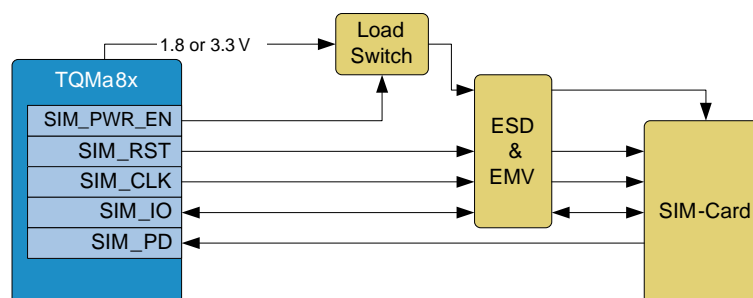 1.8 or 3.3 V
Load
Switch
TQMa8x
SIM_PWR_EN
SIM_RST
SIM_CLK
SIM_IO
SIM_PD
ESD
&
EMV
SIM-Card